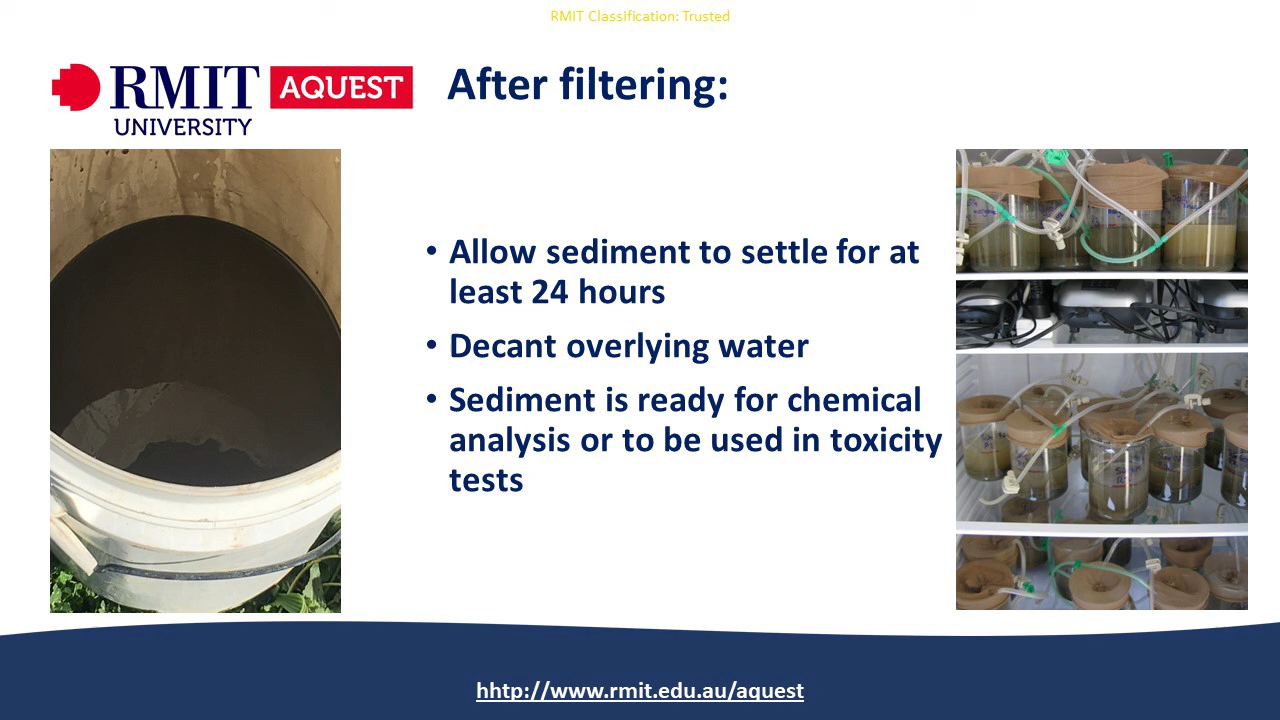 RMIT Classification: Trusted
RMIT AQUEST
UNIVERSITY
After filtering:
• Allow sediment to settle for at
least 24 hours
• Decant overlying water
• Sediment is ready for chemical
analysis or to be used in toxicity
tests
hhtp://www.rmit.edu.au/aquest